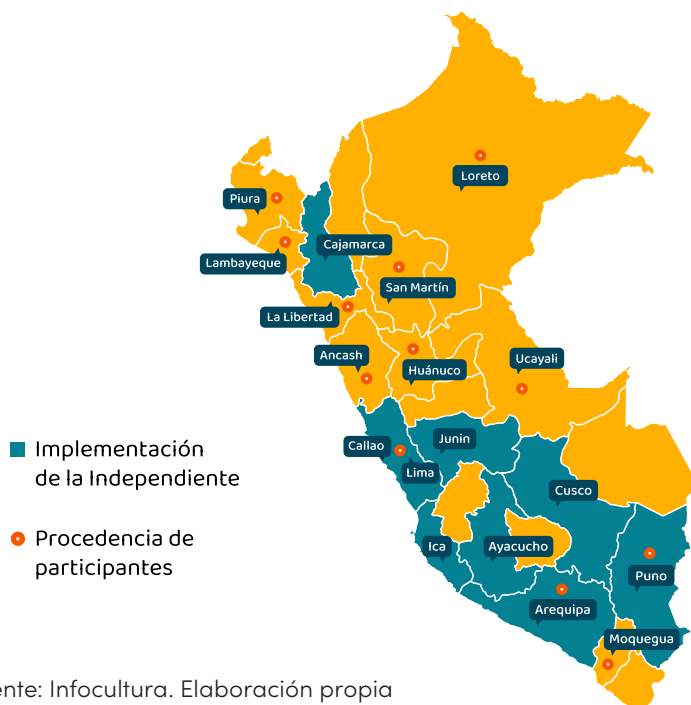 Loreto
Piura
Cajamarca
Lambayeque
San Martín
La Libertad
Ancash
Huánuco
Ucayali
Implementación
de la Independiente
Callao
Junin
Lima
Cusco
Procedencia de
participantes
Ica
Ayacucho
Puno
Arequipa
Moquegua
ente: Infocultura. Elaboración propia